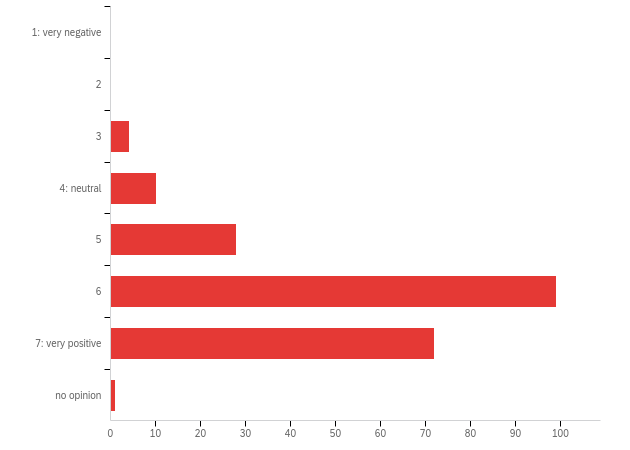 1: very negative
2
3
4: neutral
5
6
7: very positive
no opinion
0 10 20 30 40 50 60 70 80 90 100